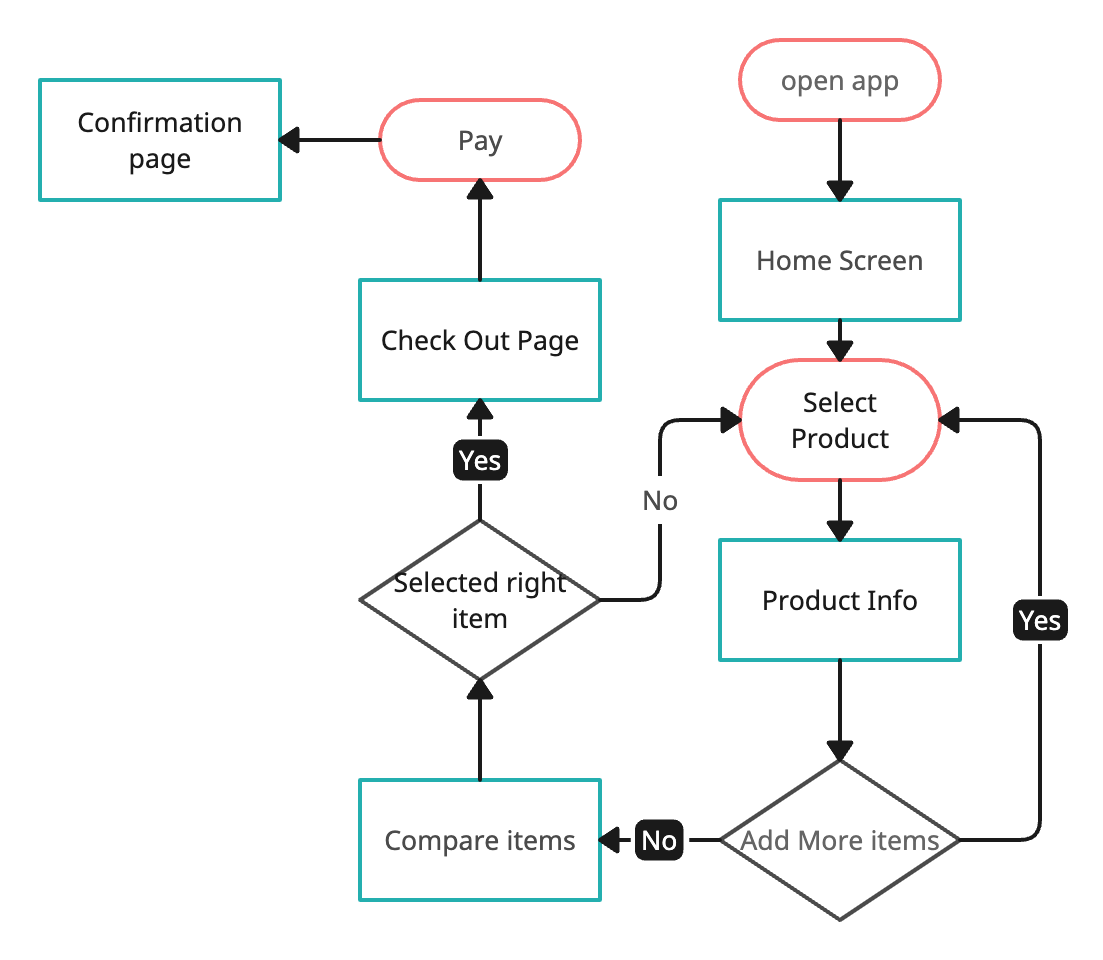 open app
Home Screen
Select
Product
Product Info
Add More items
Yes
No
Compare items
Selected right
item
No
Yes
Check Out Page
Pay
Confirmation
page